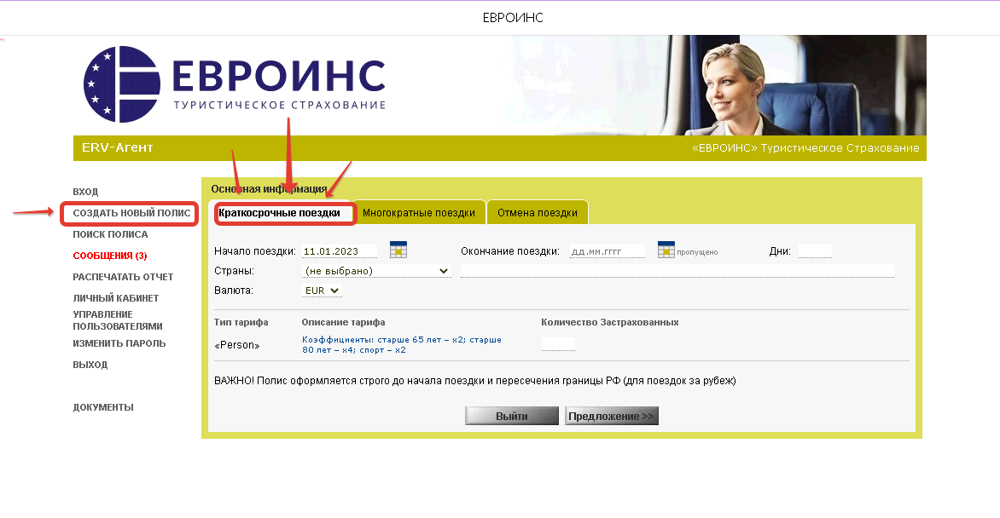 ЕВРОИНС
ЕВРОИНС
ТУРИСТИЧЕСКОЕ СТРАХОВАНИЕ
ERV-Агент
«ЕВРОИНС» Туристическое Страхование
ВХОД
СОЗДАТЬ НОВЫЙ ПОЛИС
ПОИСК ПОЛИСА
СООБЩЕНИЯ (3)
РАСПЕЧАТАТЬ ОТЧЕТ
ЛИЧНЫЙ КАБИНЕТ
УПРАВЛЕНИЕ
ПОЛЬЗОВАТЕЛЯМИ
ИЗМЕНИТЬ ПАРОЛЬ
ВЫХОД
ДОКУМЕНТЫ
Основная информация
Краткосрочные поездки Многократные поездки Отмена поездки
Начало поездки: 11.01.2023 Окончание поездки: дд.мм.гггг пропущено Дни:
Страны: (не выбрано)
Валюта: EUR
Тип тарифа Описание тарифа Количество Застрахованных
«Person» Коэффициенты: старше 65 лет – x2; старше
80 лет – x4; спорт – x2
ВАЖНО! Полис оформляется строго до начала поездки и пересечения границы РФ (для поездок за рубеж)
Выйти Предложение >>